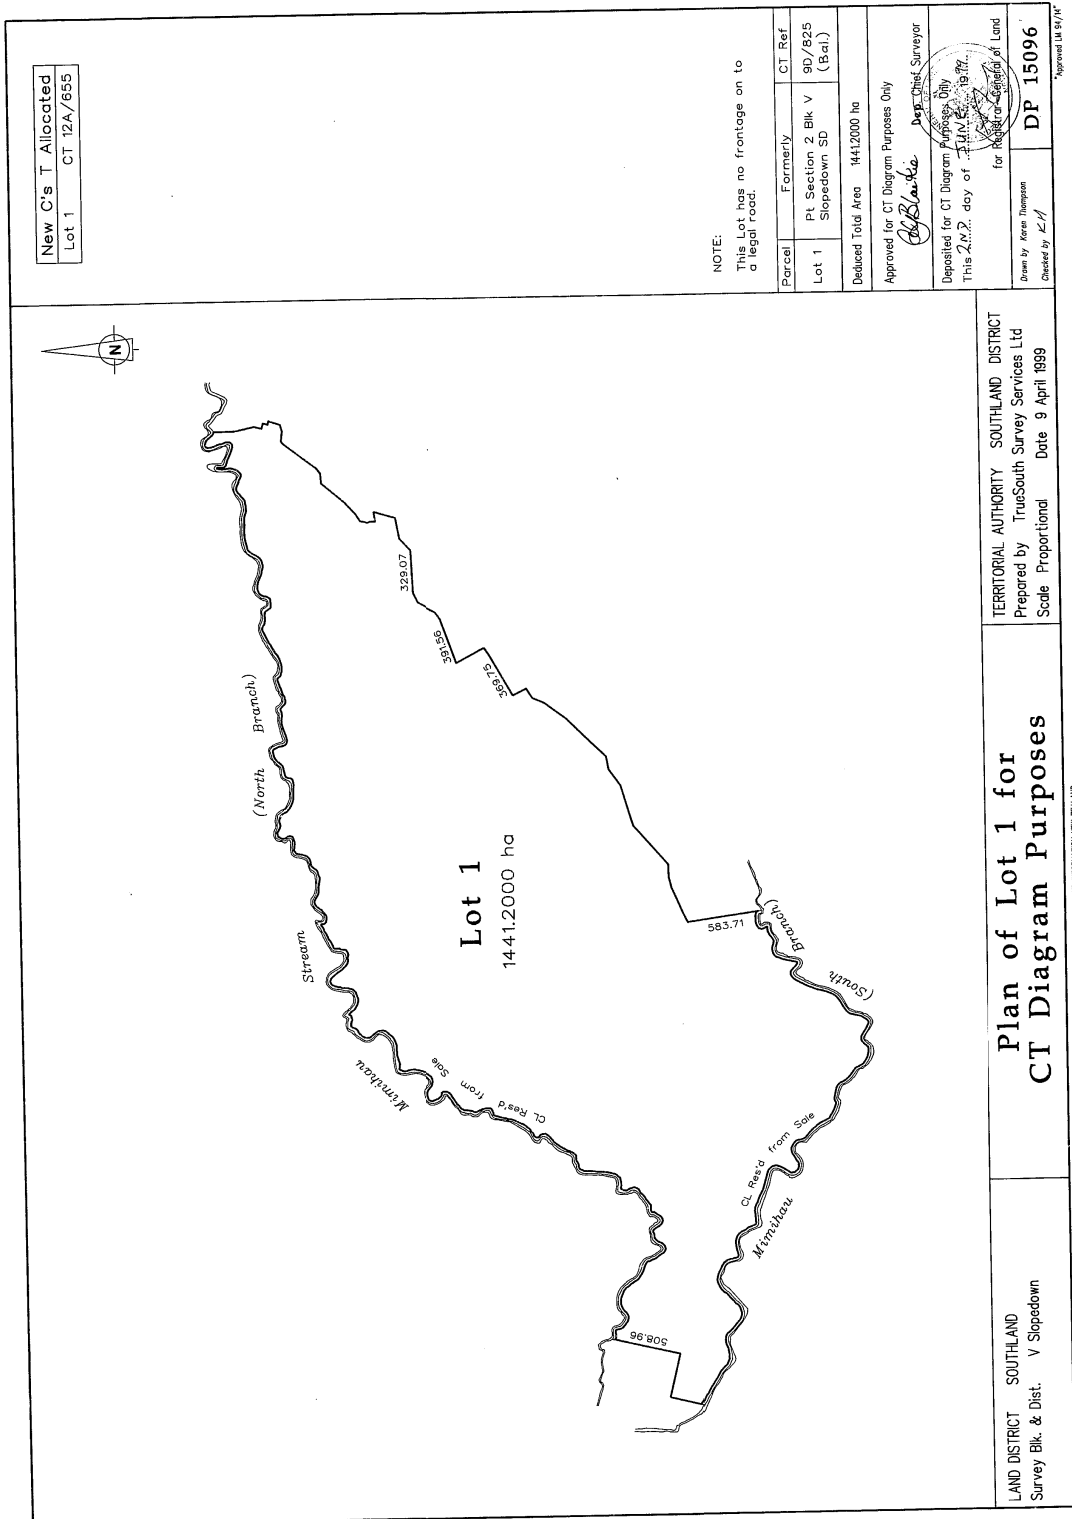 New C's T Allocated
Lot 1 CT 12A/655
N
(North Branch)
Stream
Mimihau
CL Res'd from Sale
Lot 1
1441.2000 ha
329.07
391.56
369.75
583.71
508.96
(South Branch)
CL Res'd from Sale
Mimihau
NOTE:
This Lot has no frontage on to
a legal road.
Parcel Formerly CT Ref
Lot 1 Pt Section 2 Blk V 9D/825
Slopedown SD (Bal.)
Deduced Total Area 1441.2000 ha
Approved for CT Diagram Purposes Only
Dep. Chief Surveyor
Deposited for CT Diagram Purposes Only
This 2ND day of JUNE 1999
for Registrar-General of Land
Drawn by Karen Thompson
Checked by KM
DP 15096
"Approved LM 94/14"
LAND DISTRICT SOUTHLAND
Survey Blk. & Dist. V Slopedown
Plan of Lot 1 for
CT Diagram Purposes
TERRITORIAL AUTHORITY SOUTHLAND DISTRICT
Prepared by TrueSouth Survey Services Ltd
Scale Proportional Date 9 April 1999